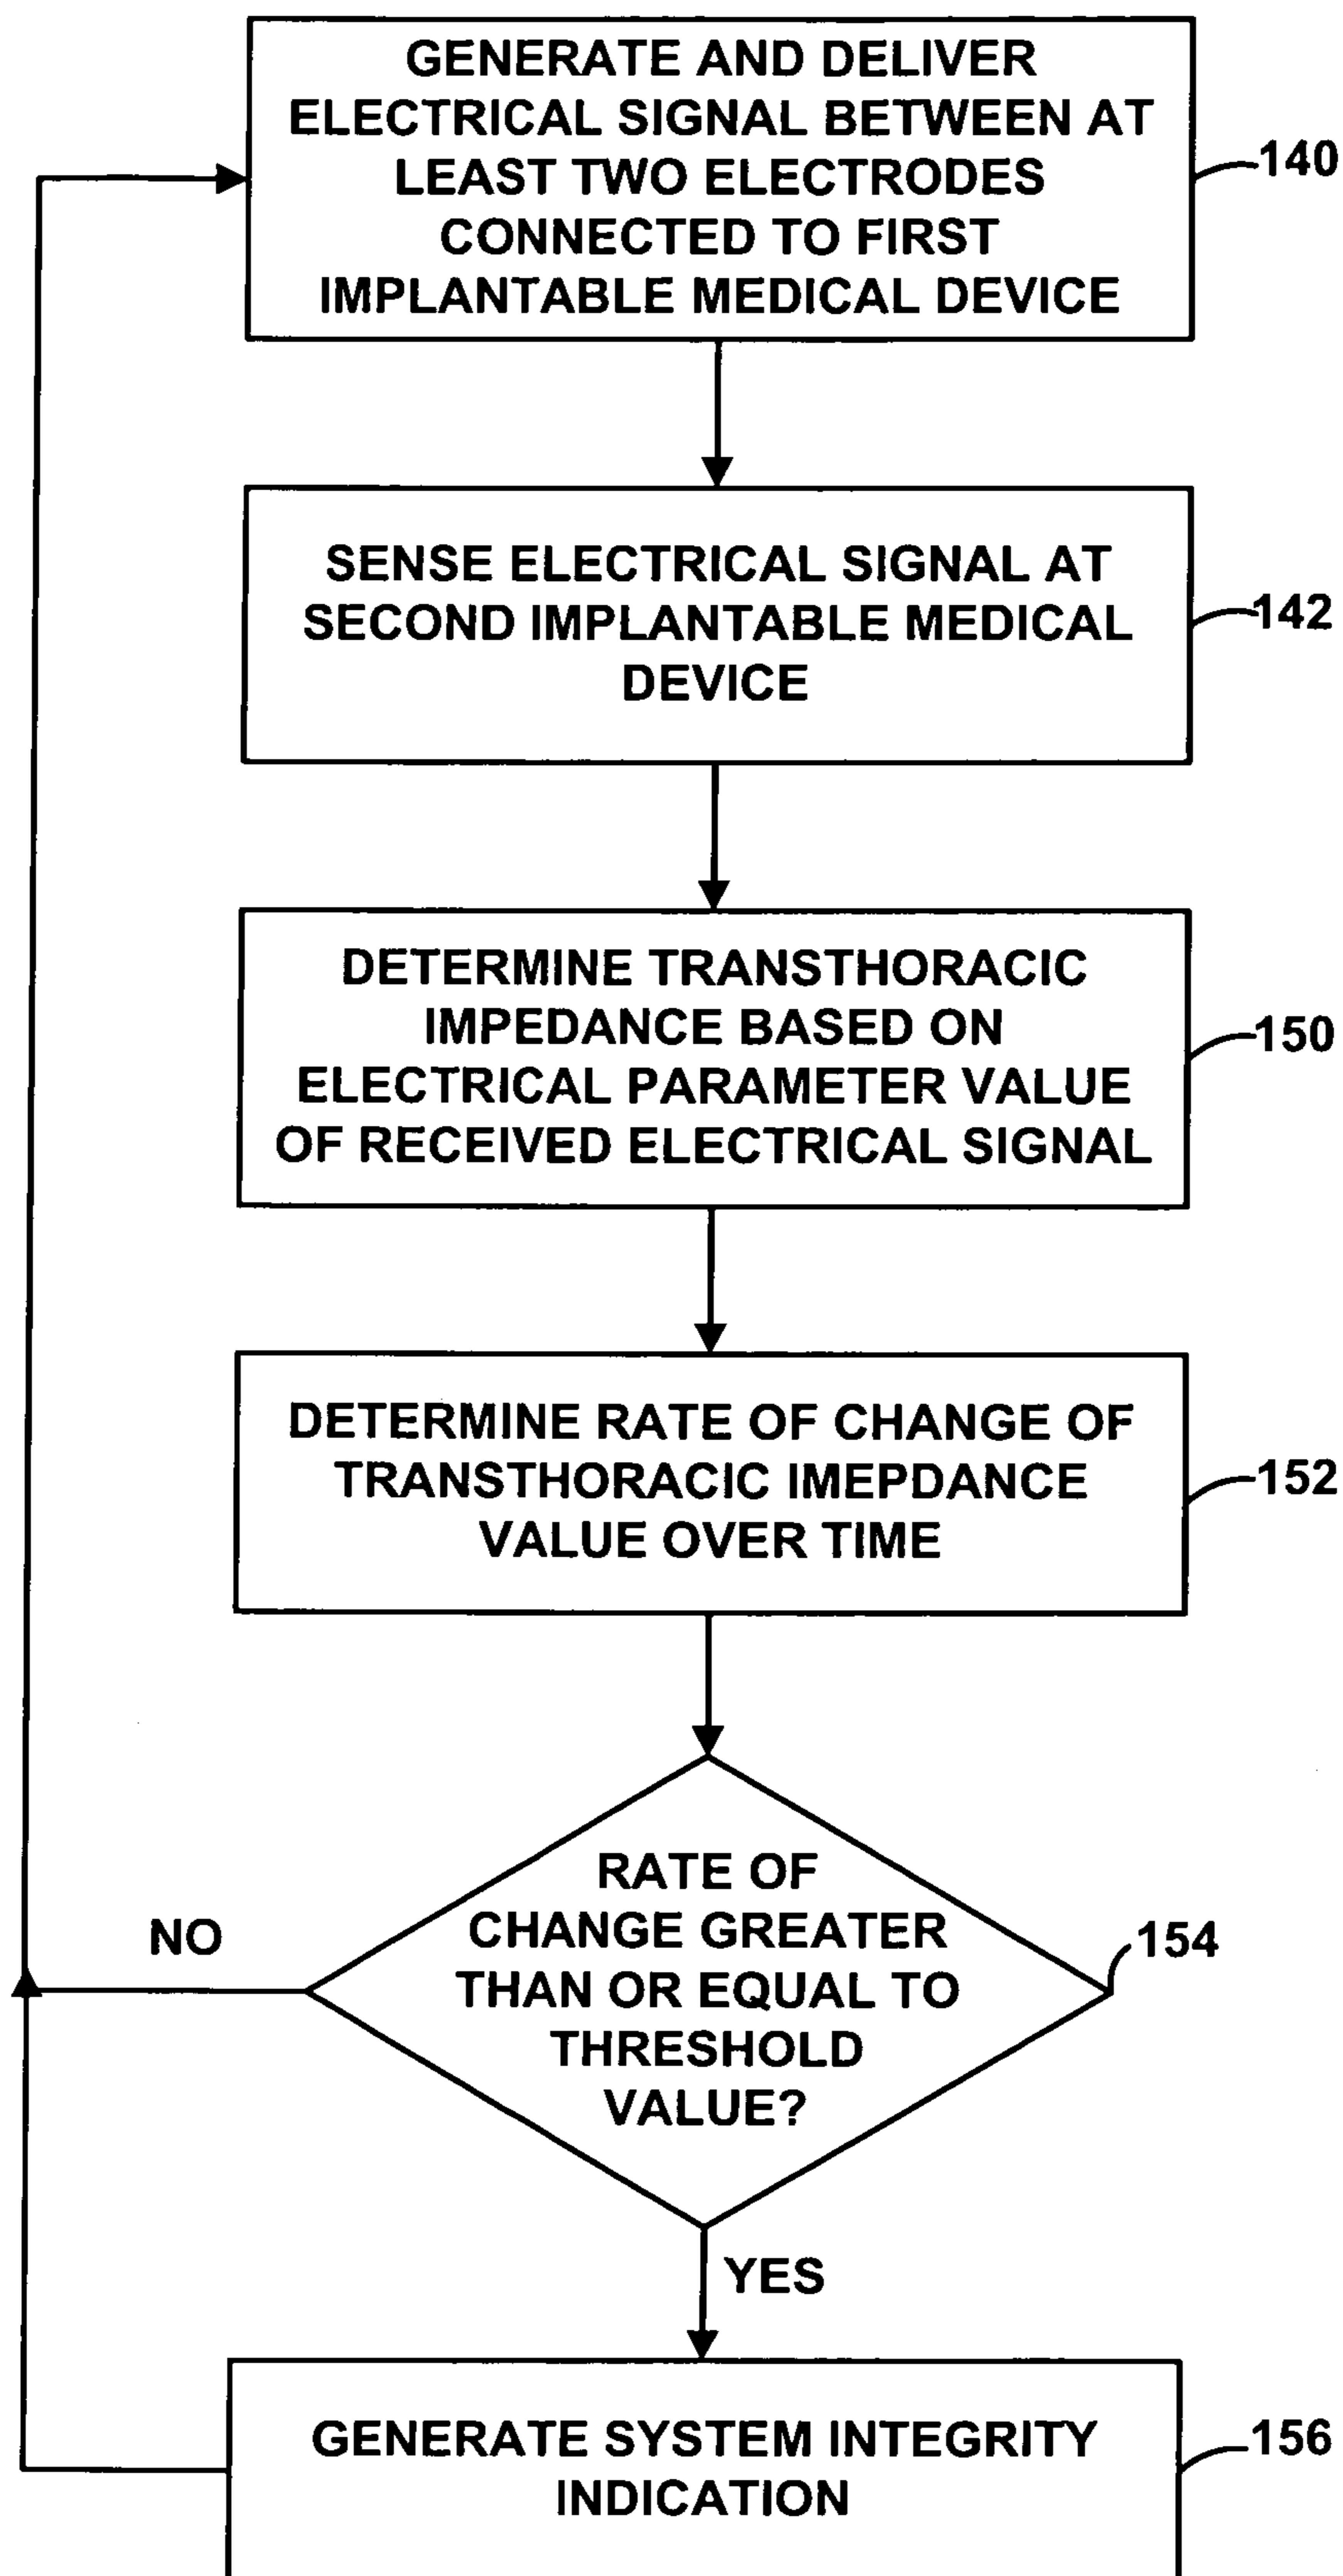 GENERATE AND DELIVER
ELECTRICAL SIGNAL BETWEEN AT
LEAST TWO ELECTRODES
CONNECTED TO FIRST
IMPLANTABLE MEDICAL DEVICE
140
SENSE ELECTRICAL SIGNAL AT
SECOND IMPLANTABLE MEDICAL
DEVICE
142
DETERMINE TRANSTHORACIC
IMPEDANCE BASED ON
ELECTRICAL PARAMETER VALUE
OF RECEIVED ELECTRICAL SIGNAL
150
DETERMINE RATE OF CHANGE OF
TRANSTHORACIC IMEPDANCE
VALUE OVER TIME
152
RATE OF
CHANGE GREATER
THAN OR EQUAL TO
THRESHOLD
VALUE?
154
NO
YES
GENERATE SYSTEM INTEGRITY
INDICATION
156